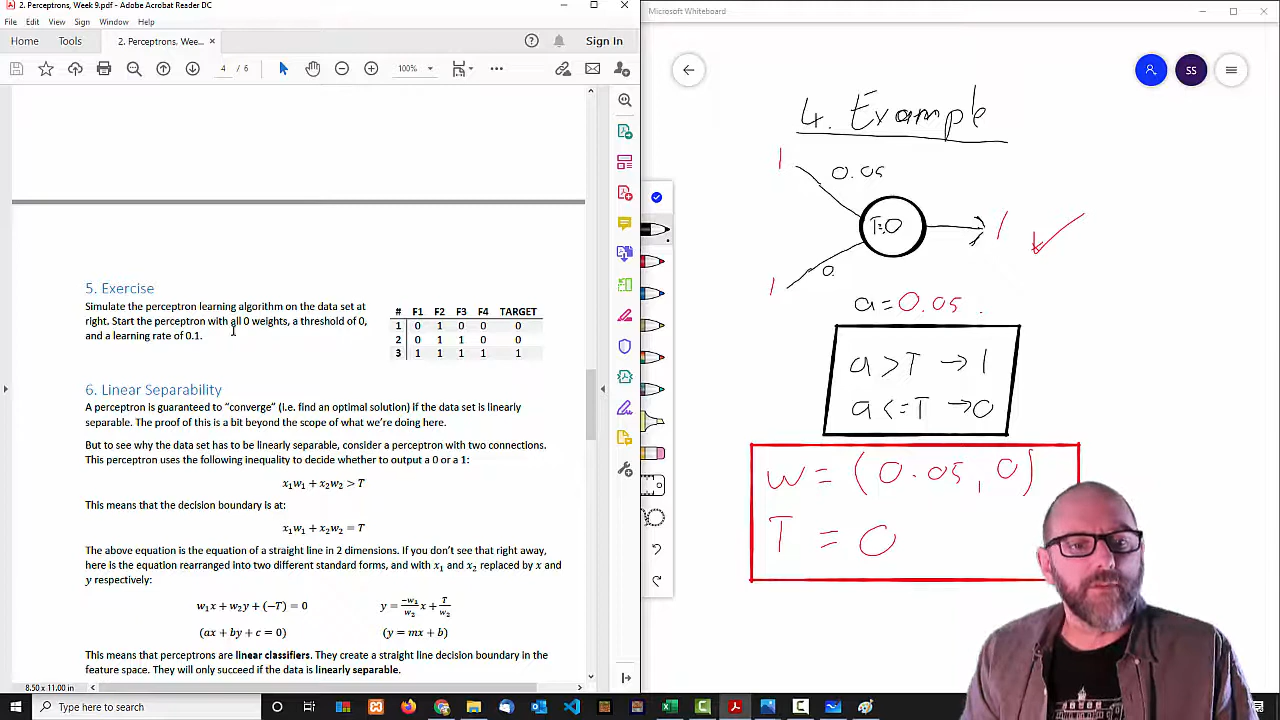 2. Perceptrons, Week 9.pdf - Adobe Acrobat Reader DC
File Edit View Sign Window Help
Home Tools 2. Perceptrons, Wee... × Sign In
4 / 6 100%
5. Exercise
Simulate the perceptron learning algorithm on the data set at
right. Start the perceptron with all 0 weights, a threshold of 0,
and a learning rate of 0.1.
# F1 F2 F3 F4 TARGET
1 0 1 0 0 0
2 0 1 1 0 0
3 1 1 1 1 1
6. Linear Separability
A perceptron is guaranteed to “converge” (i.e. find an optimal solution) if the data set is linearly
separable. The proof of this is a bit beyond the scope of what we’re doing here.
But to see why the data set has to be linearly separable, consider a perceptron with two connections.
This perceptron uses the following inequality to decide whether to output a 0 or a 1:
x₁w₁ + x₂w₂ > T
This means that the decision boundary is at:
x₁w₁ + x₂w₂ = T
The above equation is the equation of a straight line in 2 dimensions. If you don’t see that right away,
here is the equation rearranged into two different standard forms, and with x₁ and x₂ replaced by x and
y respectively:
w₁x + w₂y + (−T) = 0 y = −w₁/w₂ x + T/w₂
(ax + by + c = 0) (y = mx + b)
This means that perceptrons are linear classifiers. They create a straight line decision boundary in the
feature space. They will only succeed if the data is linearly separable.
8.50 x 11.00 in
Microsoft Whiteboard
SS
4. Example
1 0.05
T=0 1
1 0
a = 0.05
a > T → 1
a <= T → 0
w = (0.05, 0)
T = 0
Type here to search